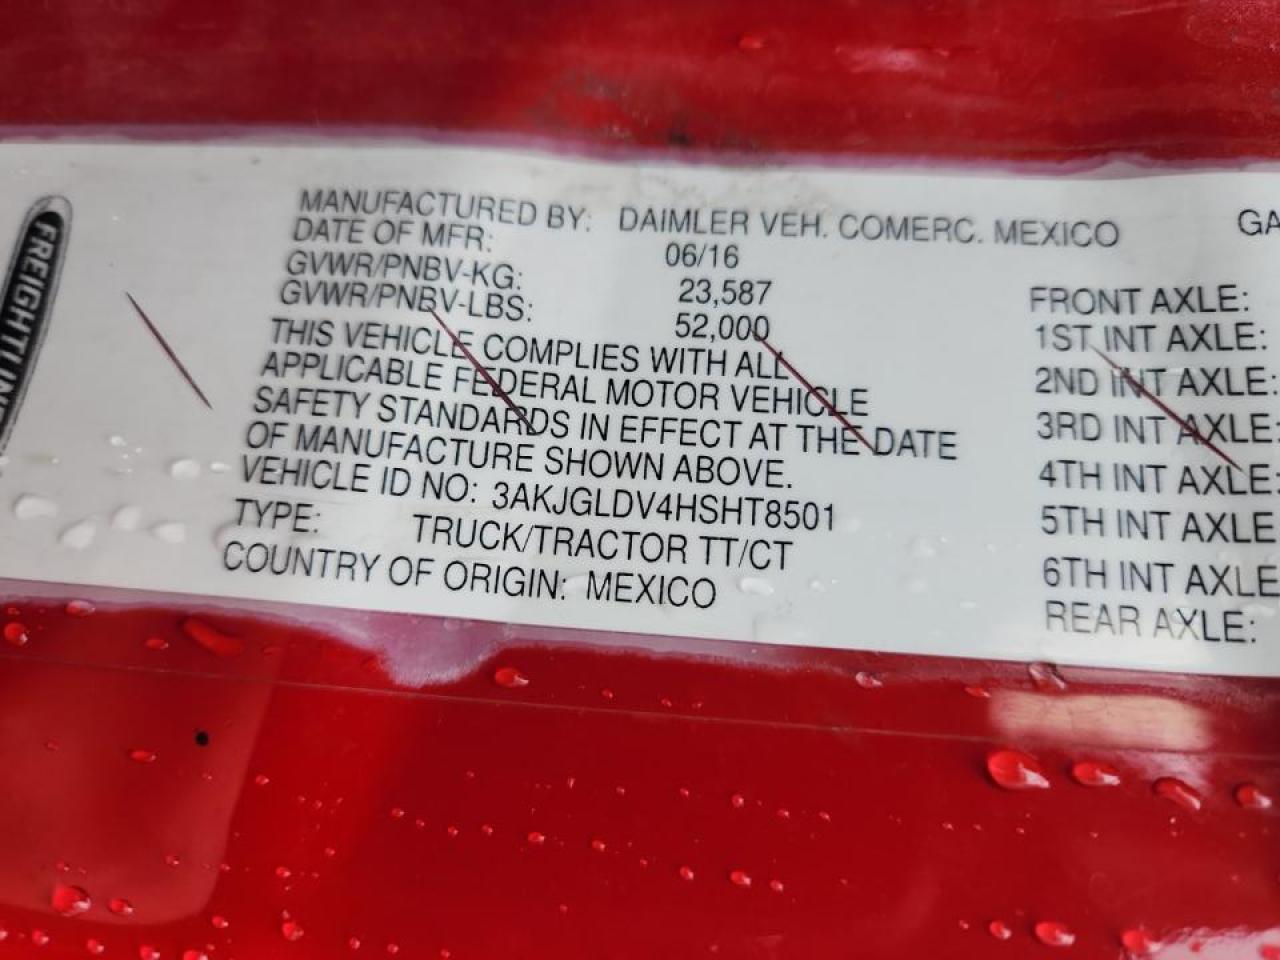 FREIGHTLINER
MANUFACTURED BY: DAIMLER VEH. COMERC. MEXICO
DATE OF MFR: 06/16
GVWR/PNBV-KG: 23,587
GVWR/PNBV-LBS: 52,000
THIS VEHICLE COMPLIES WITH ALL
APPLICABLE FEDERAL MOTOR VEHICLE
SAFETY STANDARDS IN EFFECT AT THE DATE
OF MANUFACTURE SHOWN ABOVE.
VEHICLE ID NO: 3AKJGLDV4HSHT8501
TYPE: TRUCK/TRACTOR TT/CT
COUNTRY OF ORIGIN: MEXICO
GA
FRONT AXLE:
1ST INT AXLE:
2ND INT AXLE:
3RD INT AXLE:
4TH INT AXLE:
5TH INT AXLE
6TH INT AXLE
REAR AXLE: